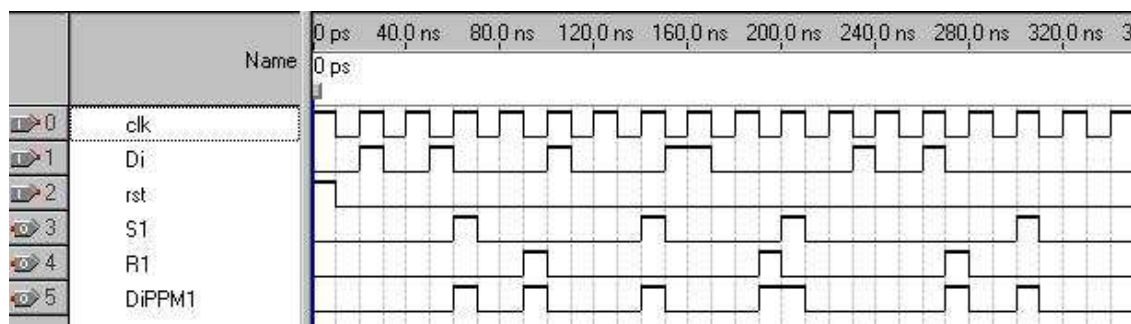 0 ps 40.0 ns 80.0 ns 120.0 ns 160.0 ns 200.0 ns 240.0 ns 280.0 ns 320.0 ns 3
Name 0 ps
0 clk
1 Di
2 rst
3 S1
4 R1
5 DiPPM1